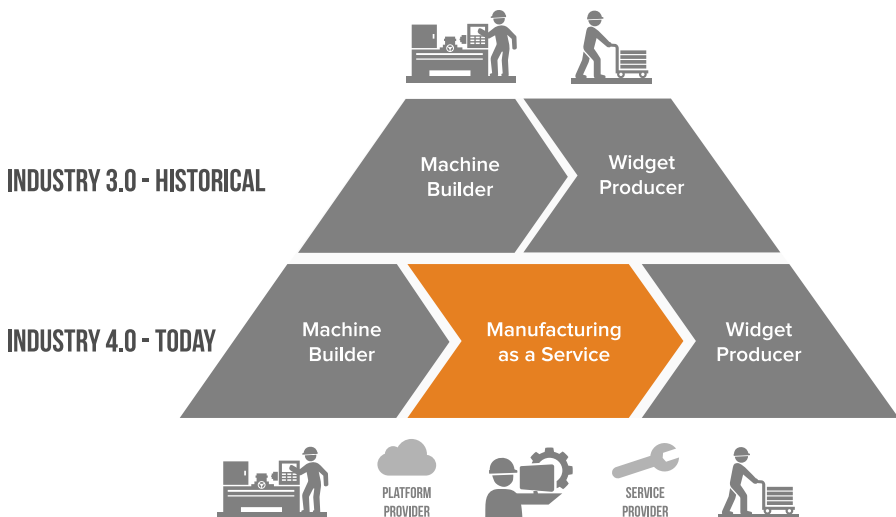 INDUSTRY 3.0 - HISTORICAL
Machine
Builder
Widget
Producer
INDUSTRY 4.0 - TODAY
Machine
Builder
Manufacturing
as a Service
Widget
Producer
PLATFORM
PROVIDER
SERVICE
PROVIDER